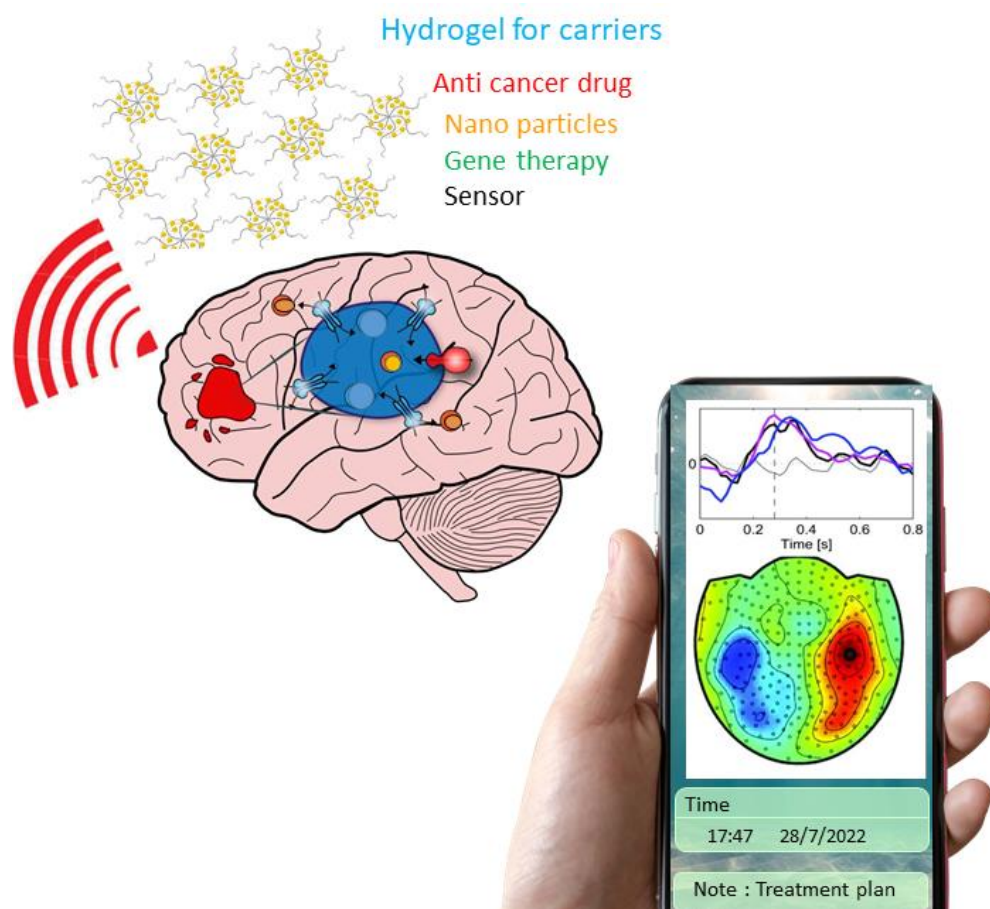 Hydrogel for carriers
Anti cancer drug
Nano particles
Gene therapy
Sensor
0
0 0.2 0.4 0.6 0.8
Time [s]
Time
17:47 28/7/2022
Note : Treatment plan